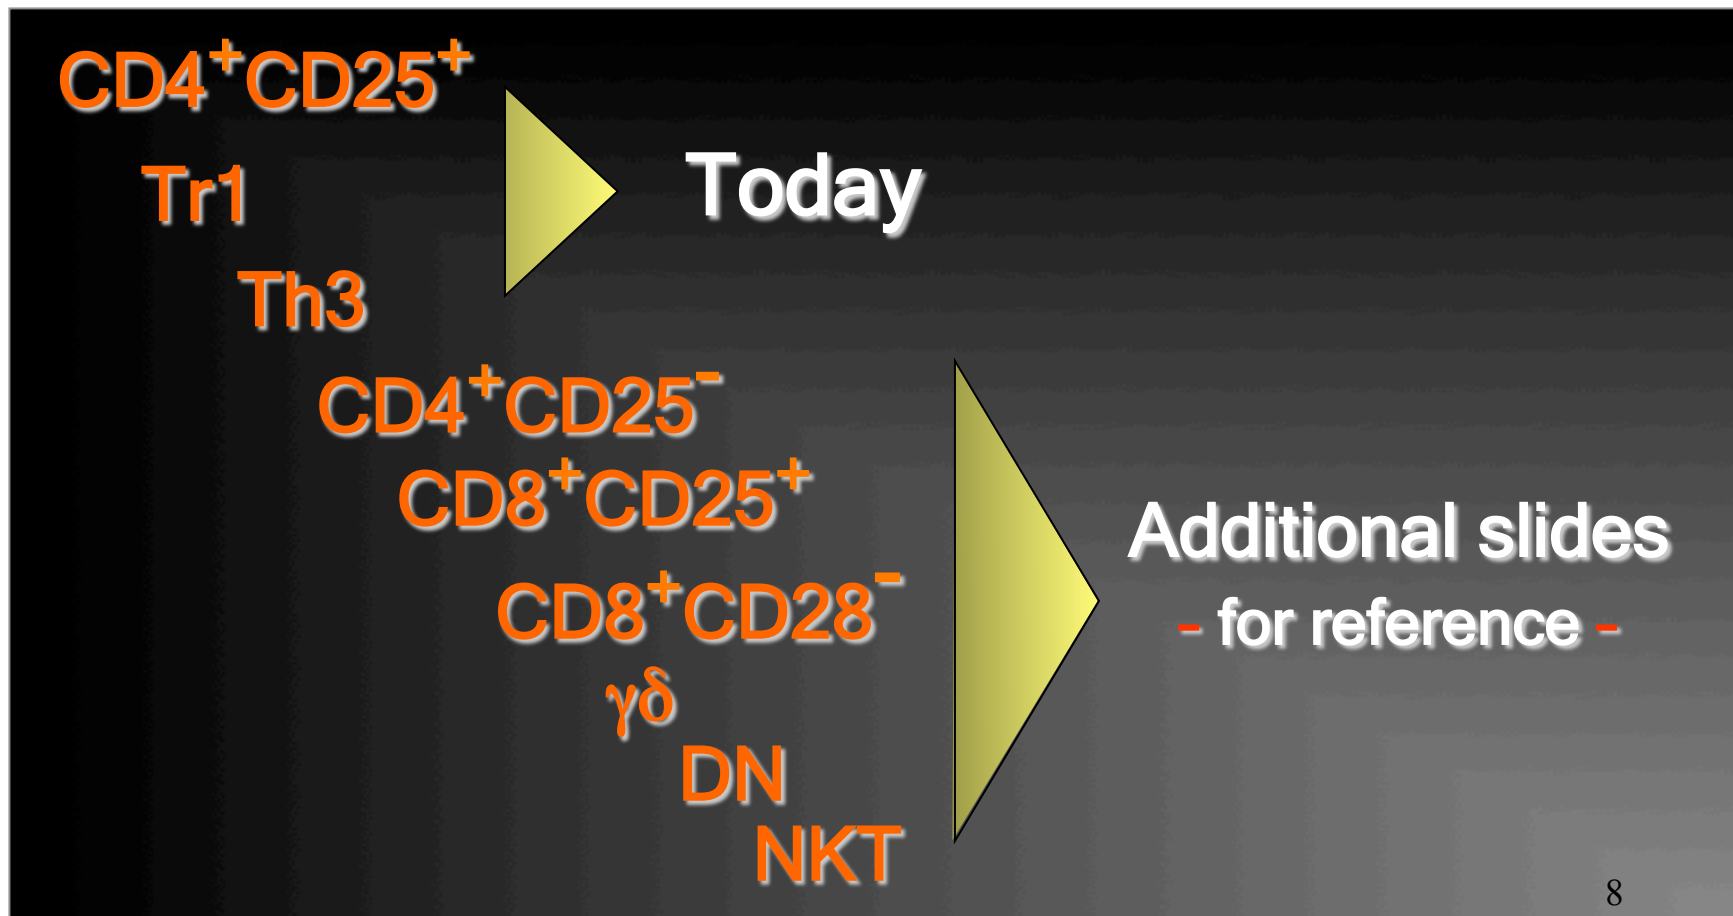 CD4⁺CD25⁺
Tr1
Today
Th3
CD4⁺CD25⁻
CD8⁺CD25⁺
CD8⁺CD28⁻
γδ
DN
NKT
Additional slides
- for reference -
8